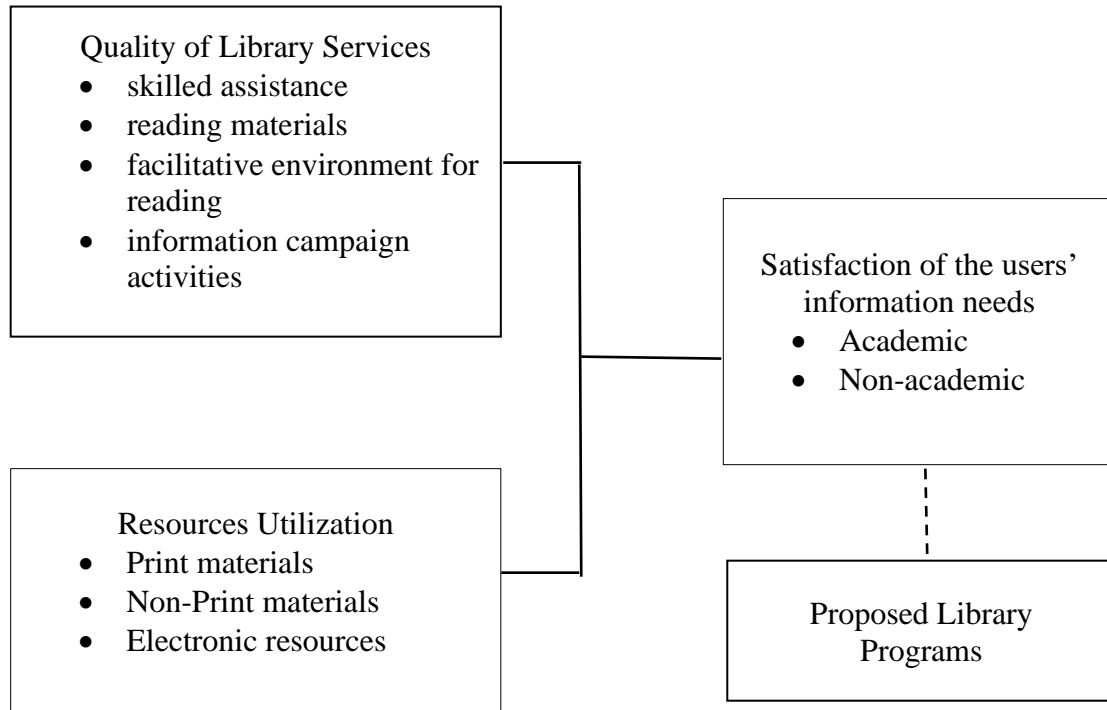 Quality of Library Services
• skilled assistance
• reading materials
• facilitative environment for
reading
• information campaign
activities
Satisfaction of the users’
information needs
• Academic
• Non-academic
Resources Utilization
• Print materials
• Non-Print materials
• Electronic resources
Proposed Library
Programs